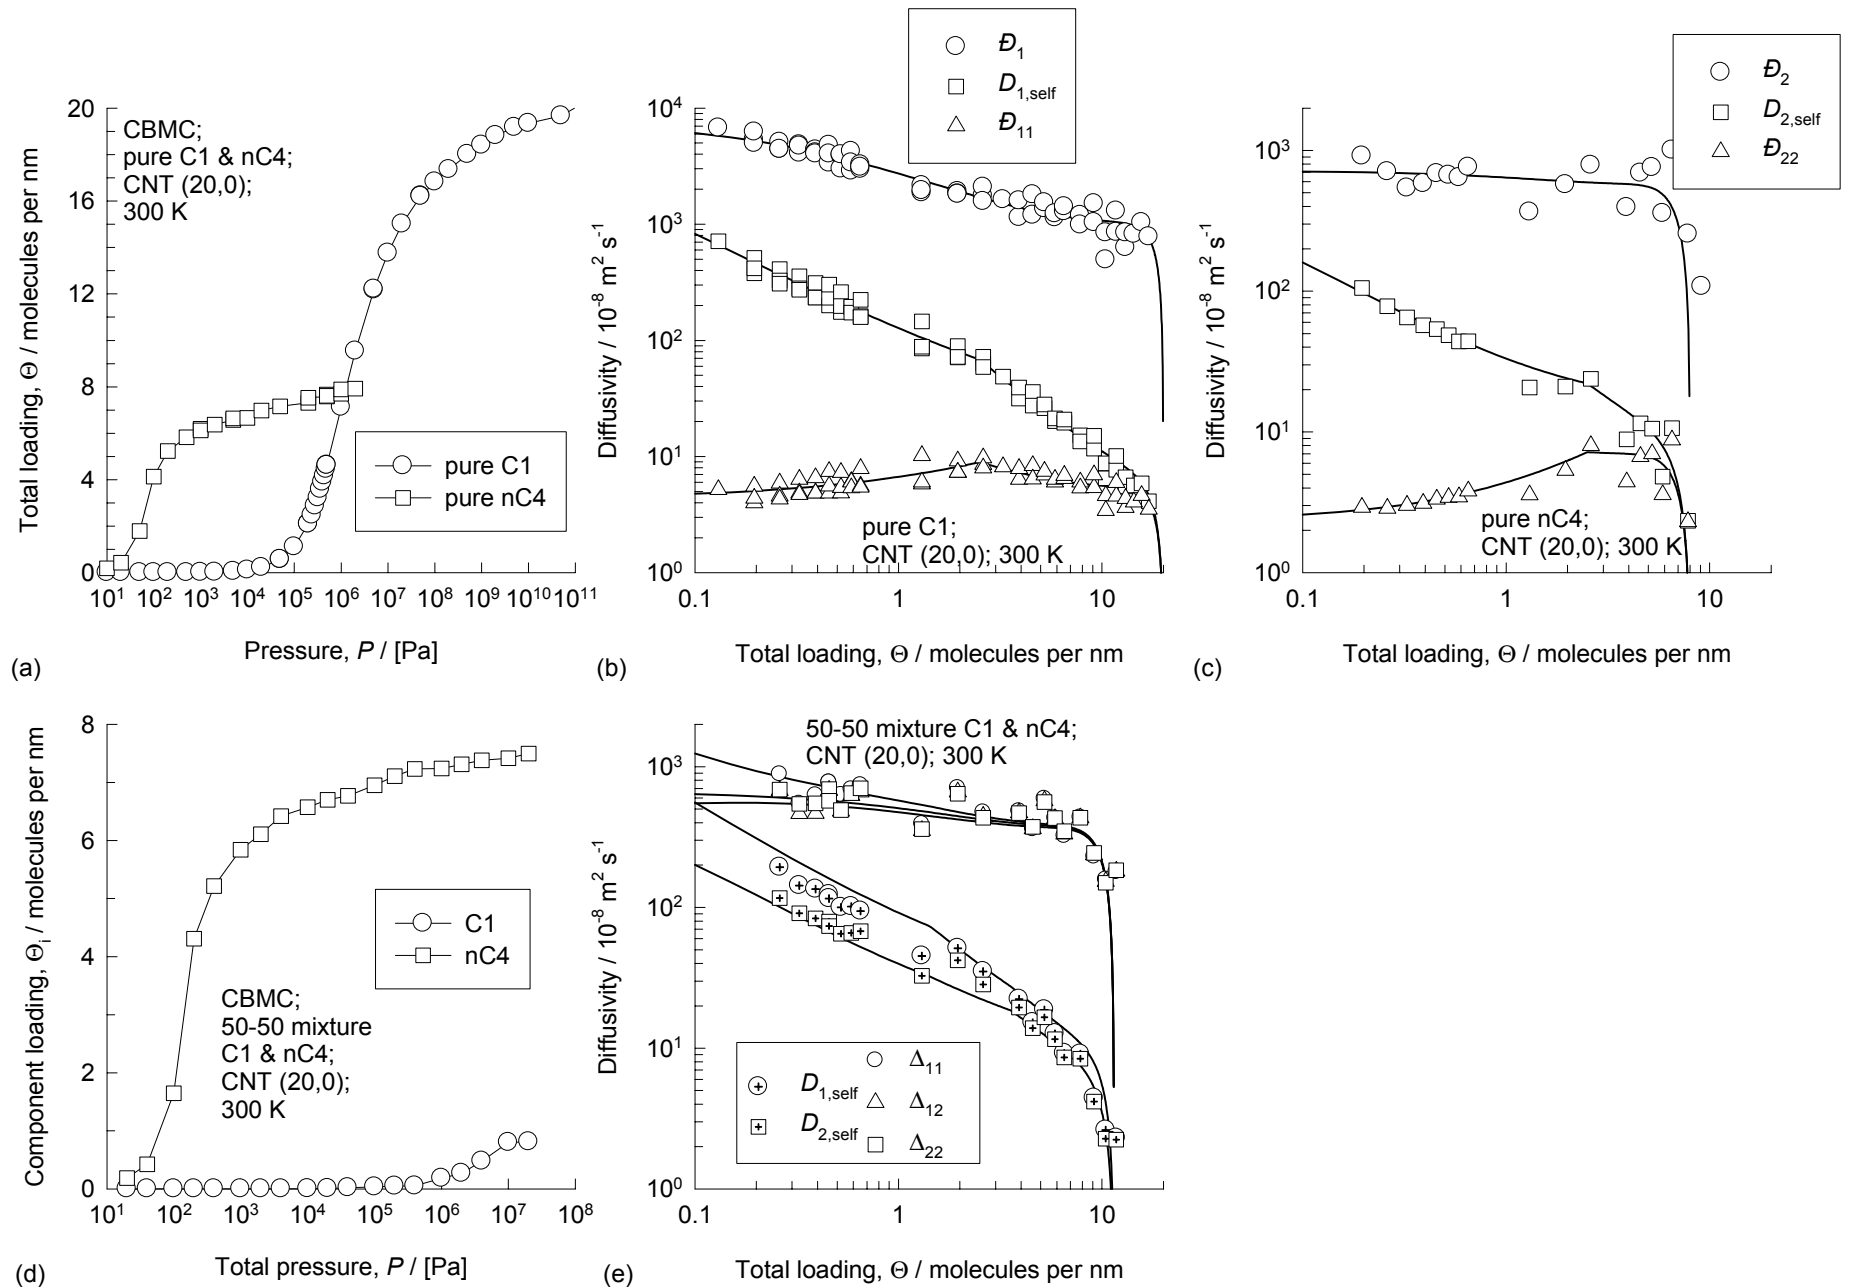 20
16
12
8
4
0
Total loading, Θ / molecules per nm
CBMC;
pure C1 & nC4;
CNT (20,0);
300 K
pure C1
pure nC4
10¹ 10² 10³ 10⁴ 10⁵ 10⁶ 10⁷ 10⁸ 10⁹ 10¹⁰ 10¹¹
Pressure, P / [Pa]
(a)
Đ₁
D₁,self
Đ₁₁
10⁴
10³
10²
10¹
10⁰
Diffusivity / 10⁻⁸ m² s⁻¹
pure C1;
CNT (20,0); 300 K
0.1 1 10
Total loading, Θ / molecules per nm
(b)
Đ₂
D₂,self
Đ₂₂
10³
10²
10¹
10⁰
Diffusivity / 10⁻⁸ m² s⁻¹
pure nC4;
CNT (20,0); 300 K
0.1 1 10
Total loading, Θ / molecules per nm
(c)
8
6
4
2
0
Component loading, Θᵢ / molecules per nm
C1
nC4
CBMC;
50-50 mixture
C1 & nC4;
CNT (20,0);
300 K
10¹ 10² 10³ 10⁴ 10⁵ 10⁶ 10⁷ 10⁸
Total pressure, P / [Pa]
(d)
50-50 mixture C1 & nC4;
CNT (20,0); 300 K
10³
10²
10¹
10⁰
Diffusivity / 10⁻⁸ m² s⁻¹
D₁,self
D₂,self
Δ₁₁
Δ₁₂
Δ₂₂
0.1 1 10
Total loading, Θ / molecules per nm
(e)